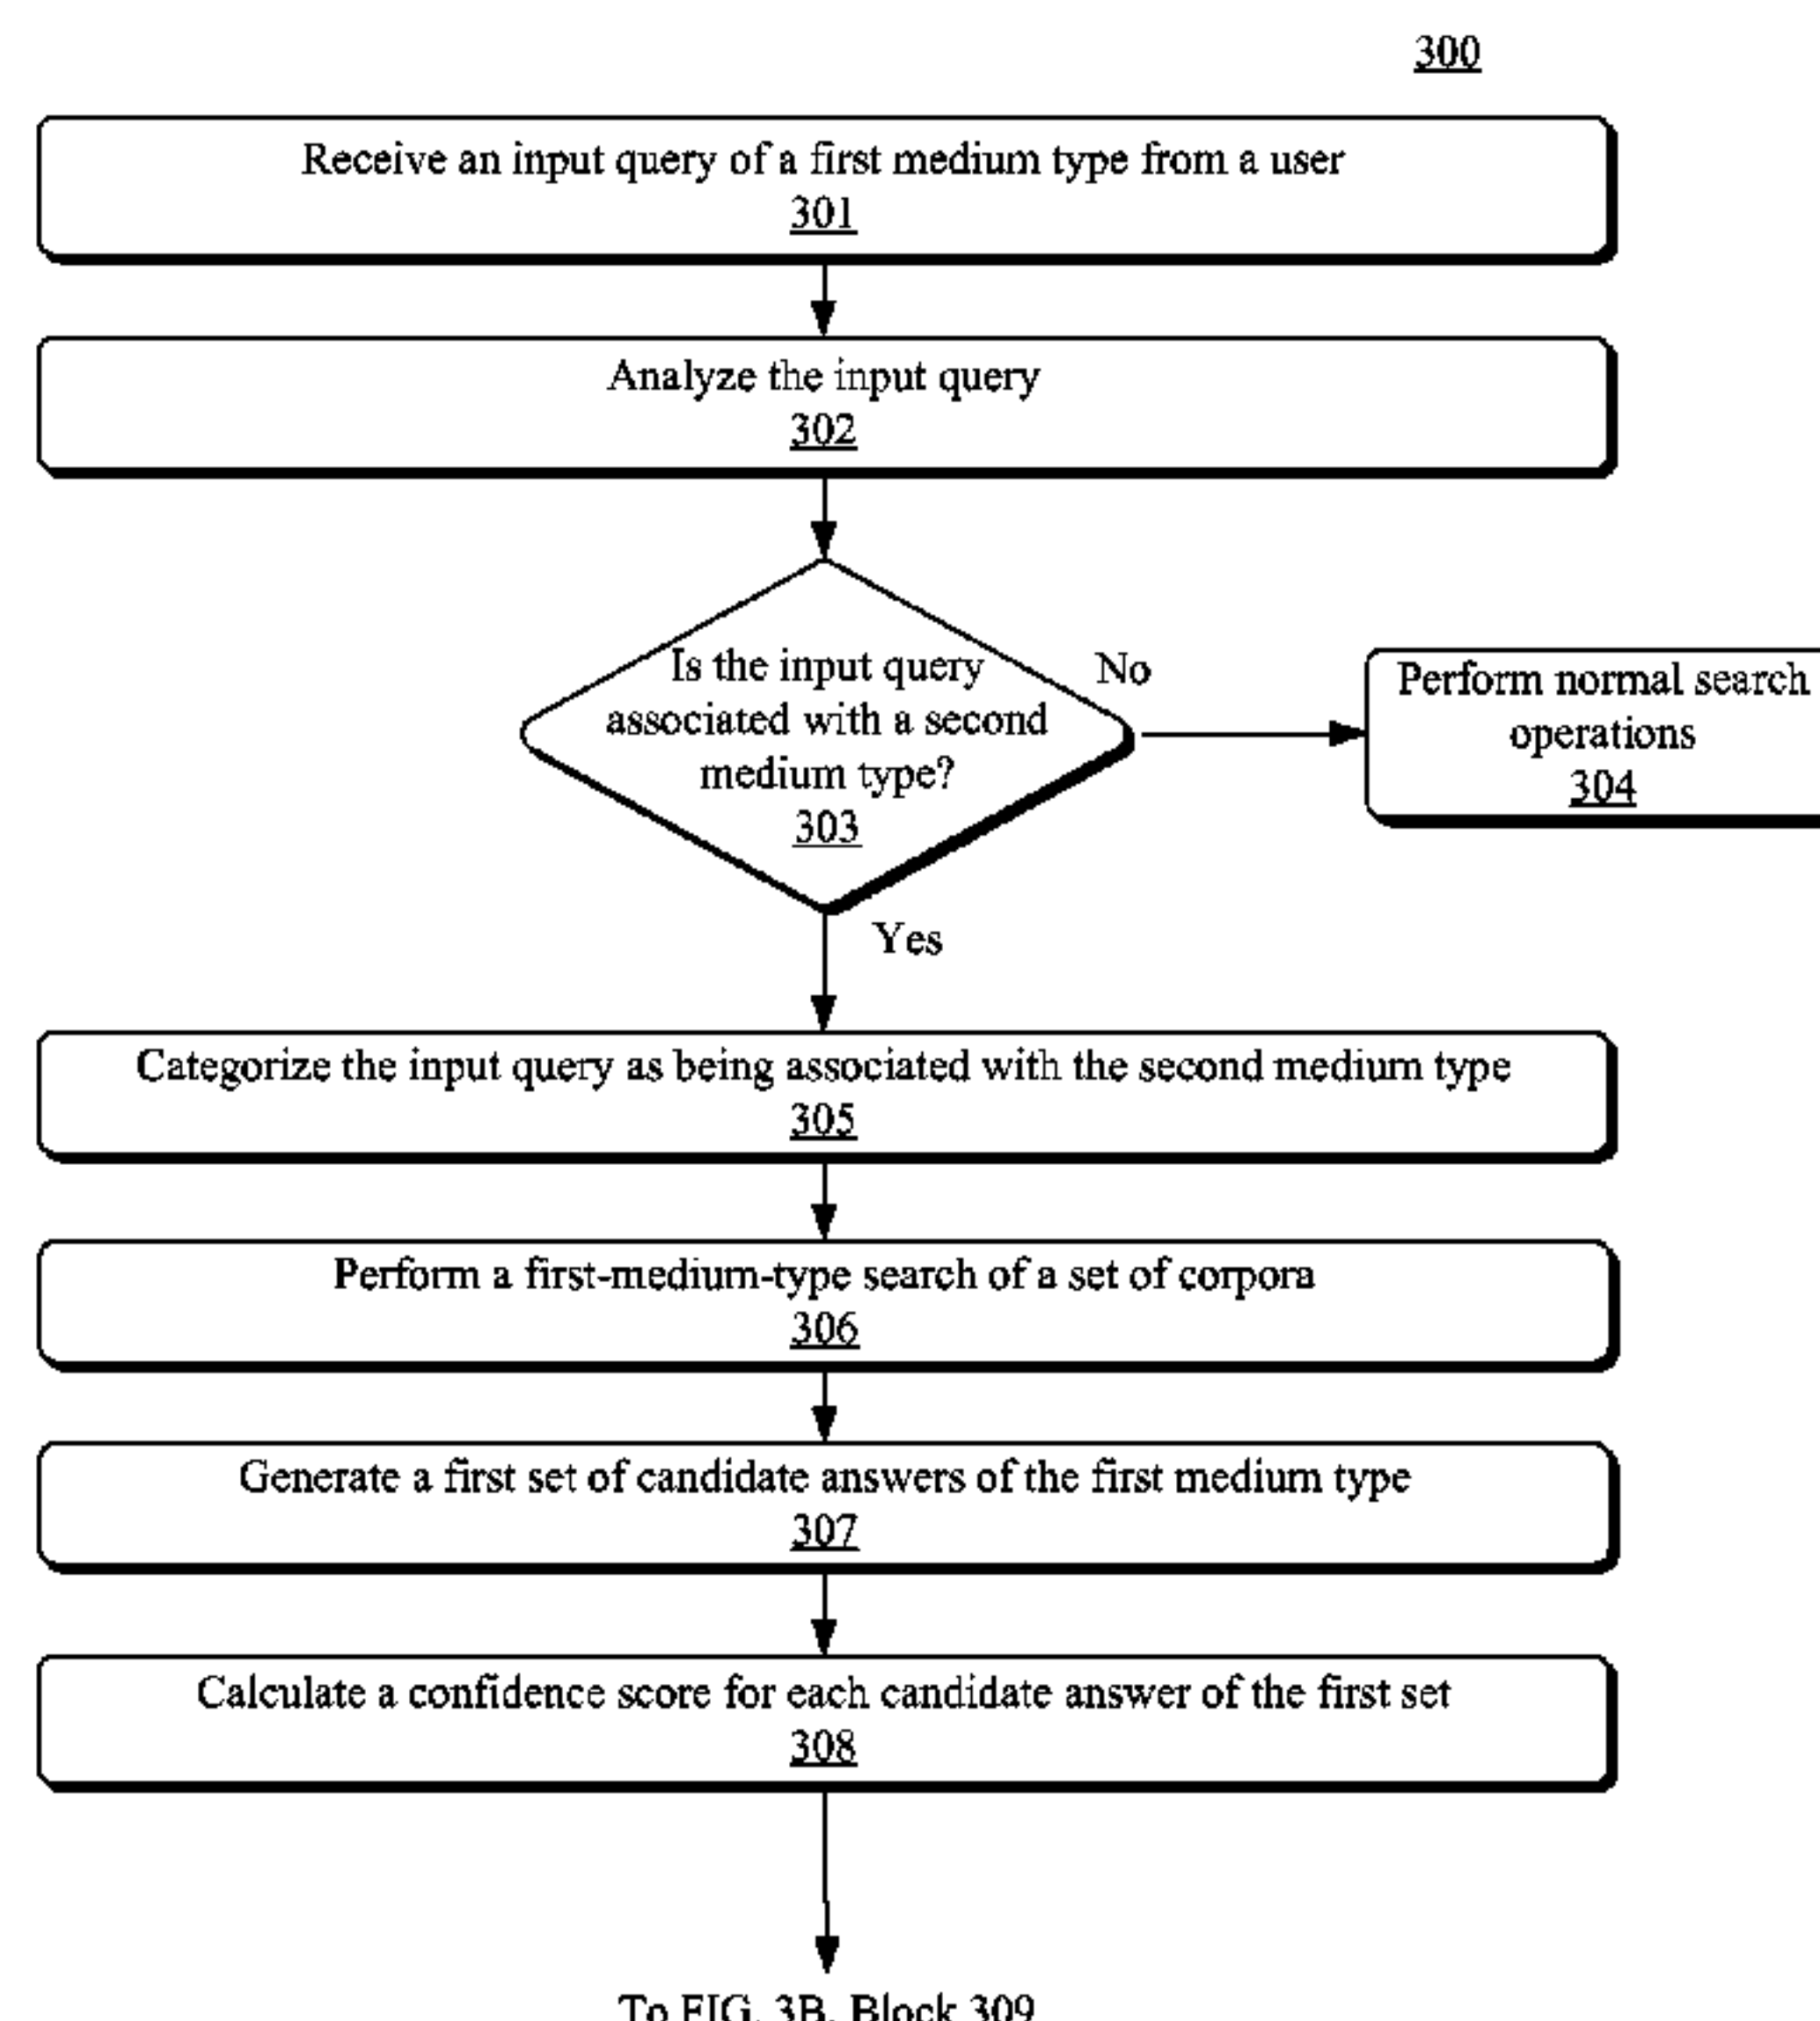 300
Receive an input query of a first medium type from a user
301
Analyze the input query
302
Is the input query
associated with a second
medium type?
303
No
Perform normal search
operations
304
Yes
Categorize the input query as being associated with the second medium type
305
Perform a first-medium-type search of a set of corpora
306
Generate a first set of candidate answers of the first medium type
307
Calculate a confidence score for each candidate answer of the first set
308
To FIG. 3B, Block 309